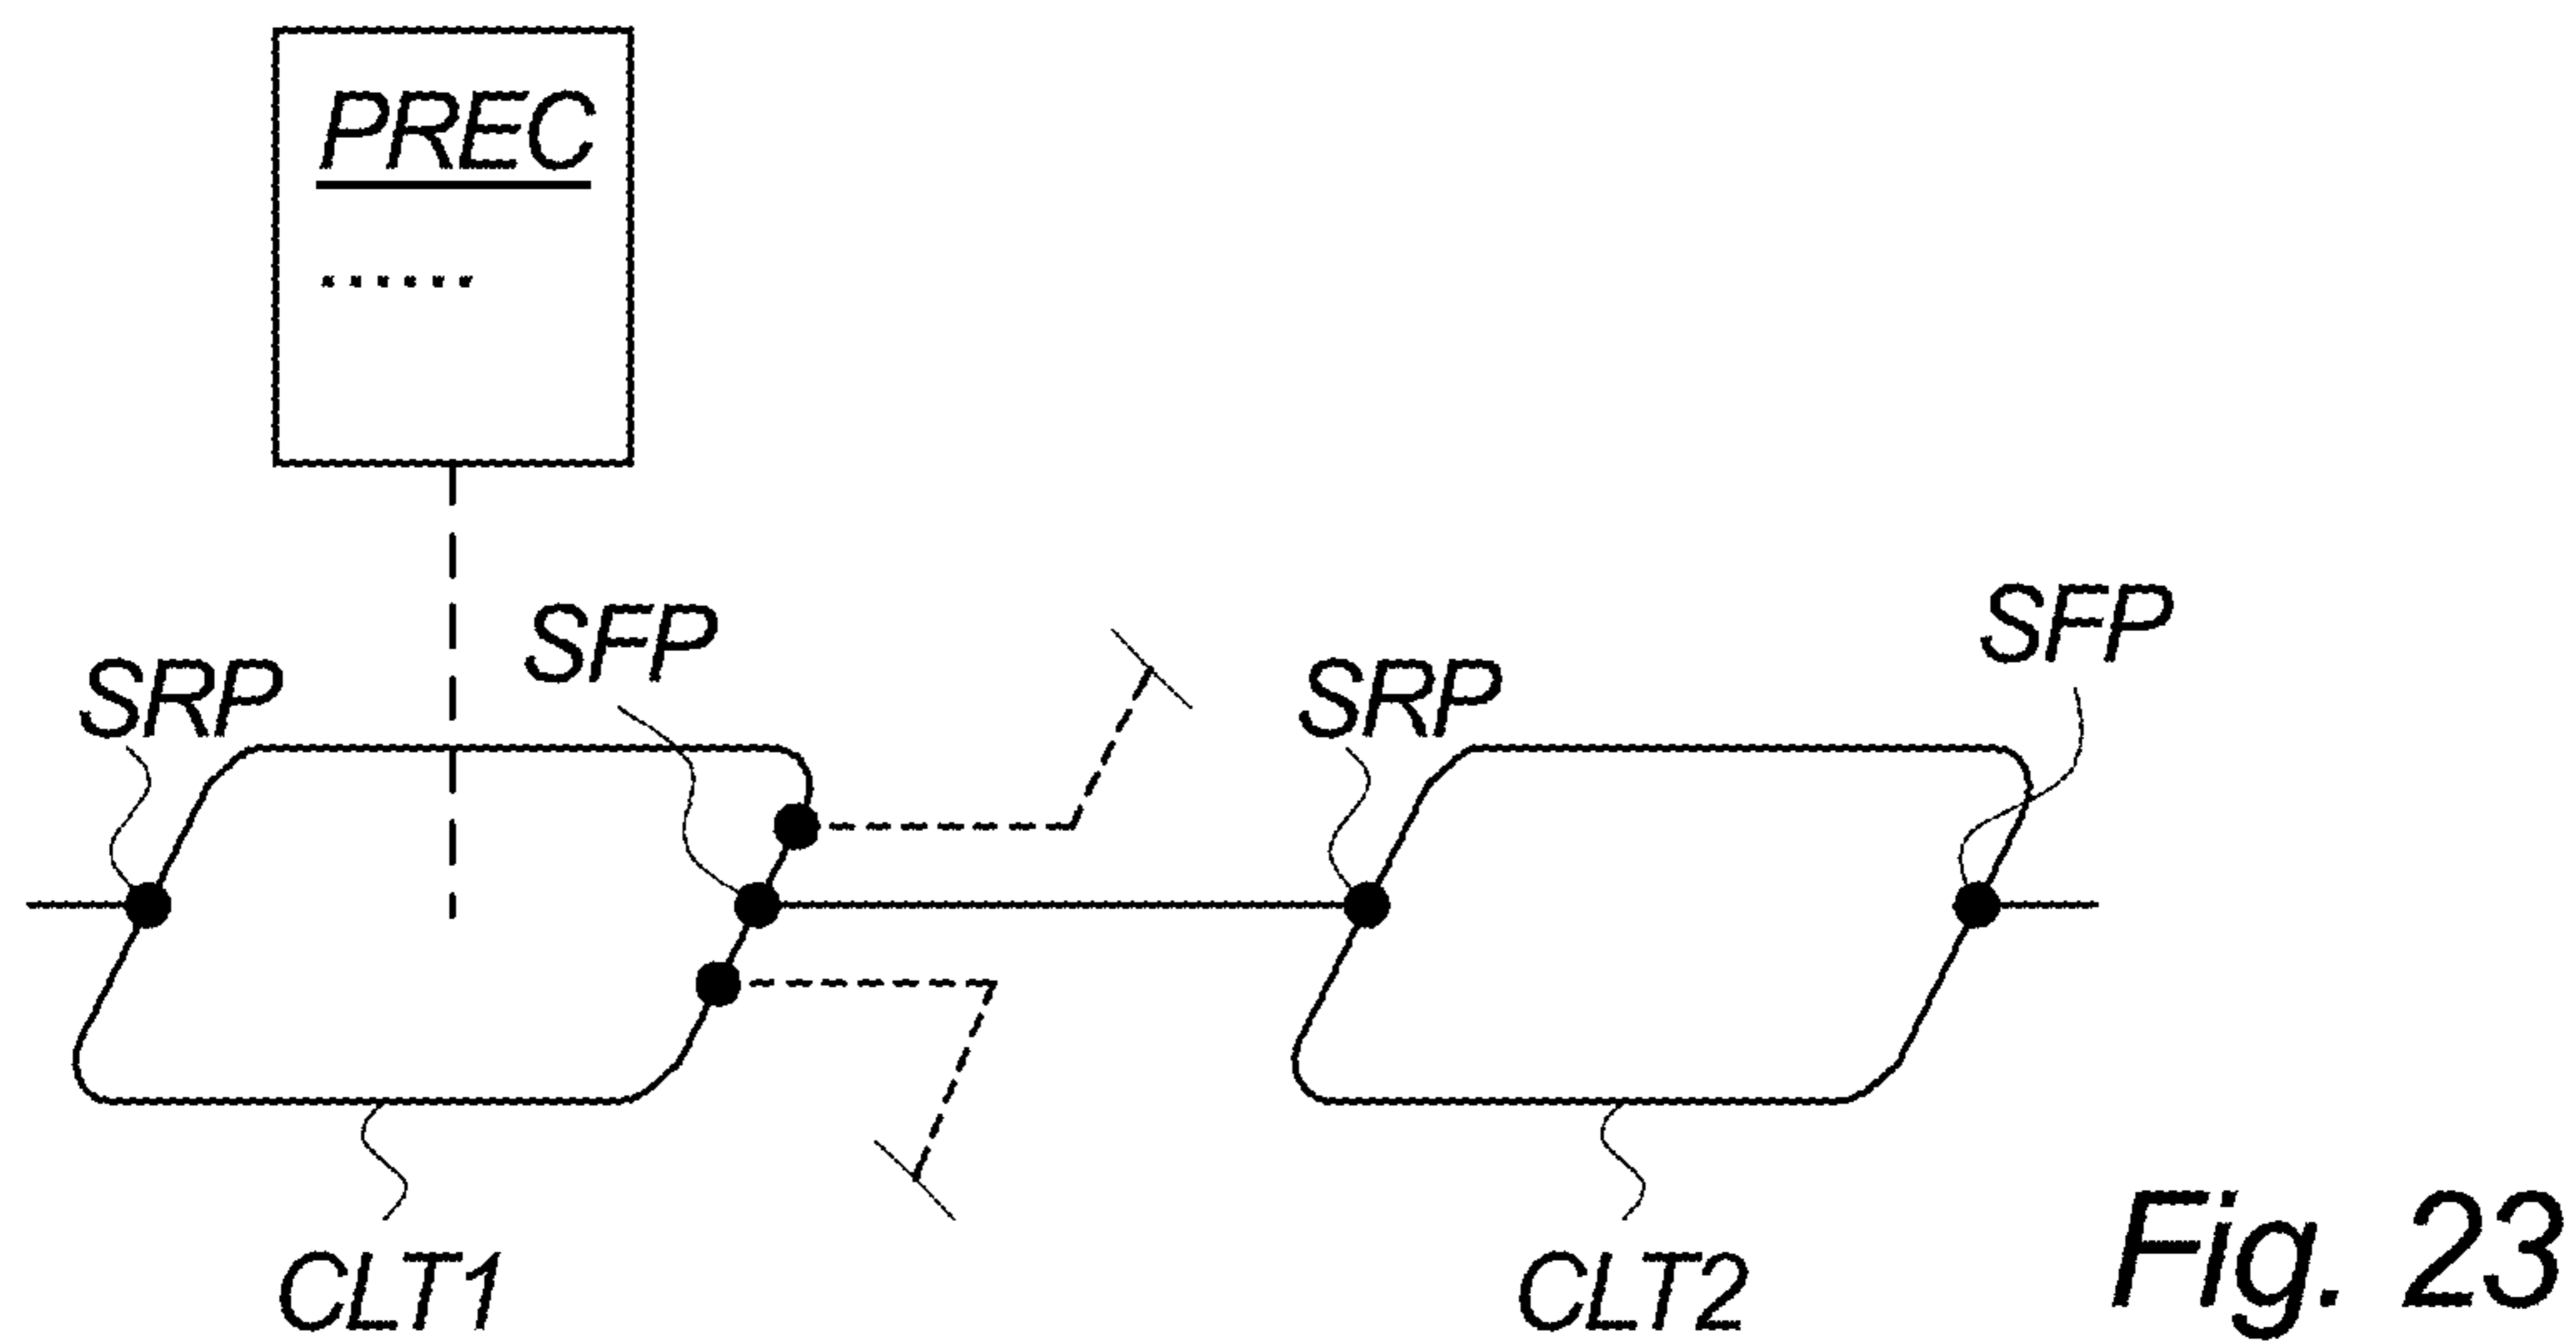 PREC
......
SFP
SFP
SRP
SRP
CLT1
CLT2
Fig. 23